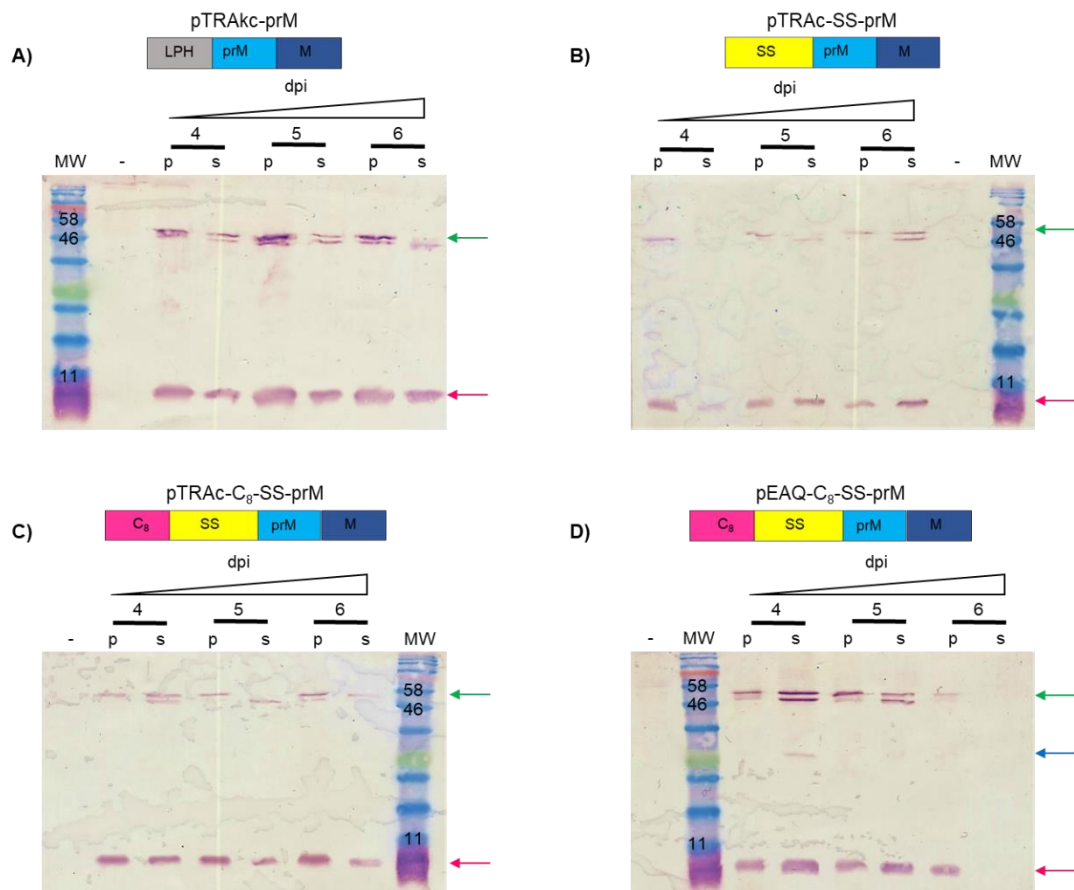 pTRAkc-prM
A)
LPH prM M
dpi
4 5 6
MW - p s p s p s
58
46
11
pTRAc-SS-prM
B)
SS prM M
dpi
4 5 6
p s p s p s - MW
58
46
11
pTRAc-C₈-SS-prM
C)
C₈ SS prM M
dpi
4 5 6
- p s p s p s MW
58
46
11
pEAQ-C₈-SS-prM
D)
C₈ SS prM M
dpi
4 5 6
- MW p s p s p s
58
46
11